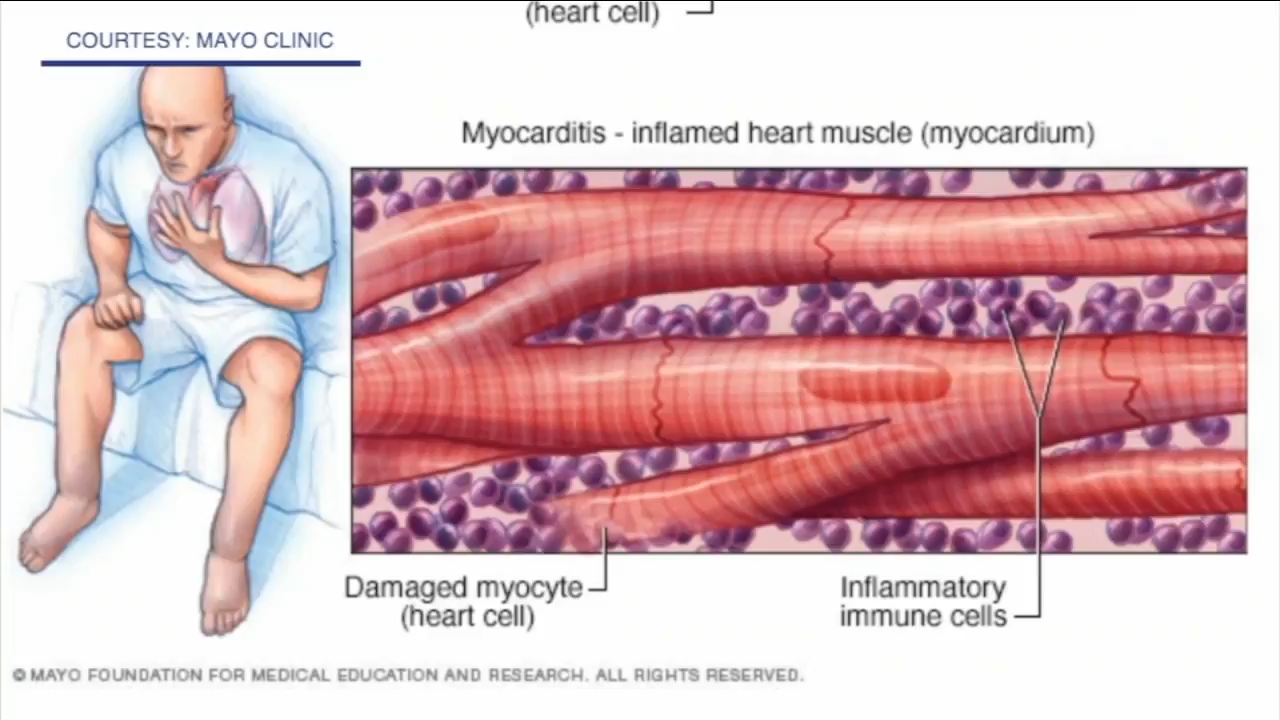 (heart cell)
COURTESY: MAYO CLINIC
Myocarditis - inflamed heart muscle (myocardium)
Damaged myocyte
(heart cell)
Inflammatory
immune cells
© MAYO FOUNDATION FOR MEDICAL EDUCATION AND RESEARCH. ALL RIGHTS RESERVED.